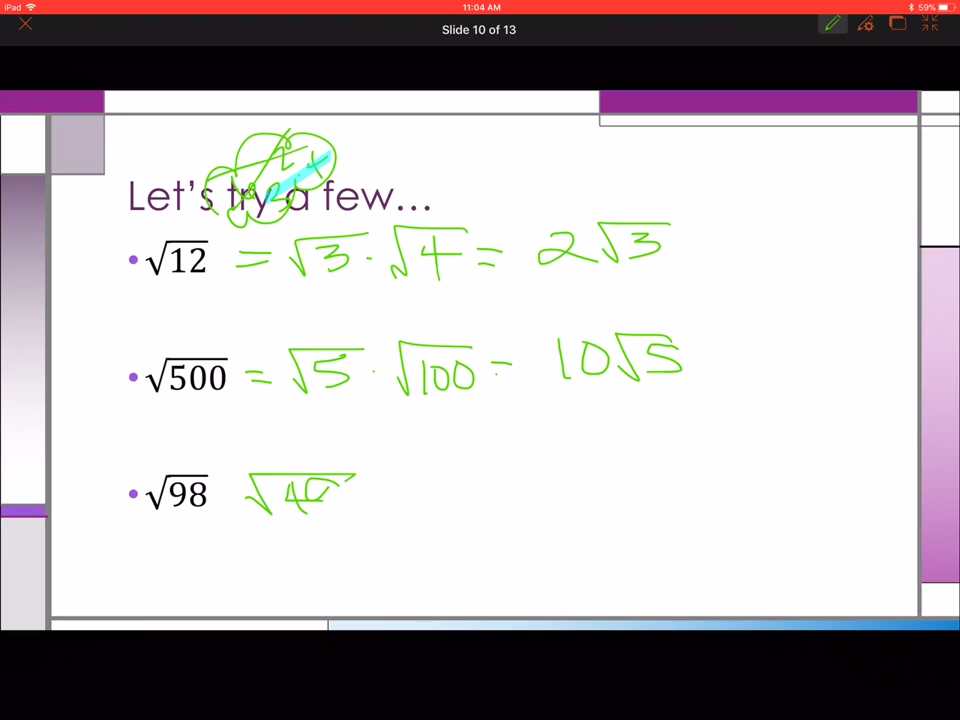 iPad 11:04 AM 59%
Slide 10 of 13
Let's try a few…
• √12 = √3 · √4 = 2√3
• √500 = √5 · √100 = 10√5
• √98